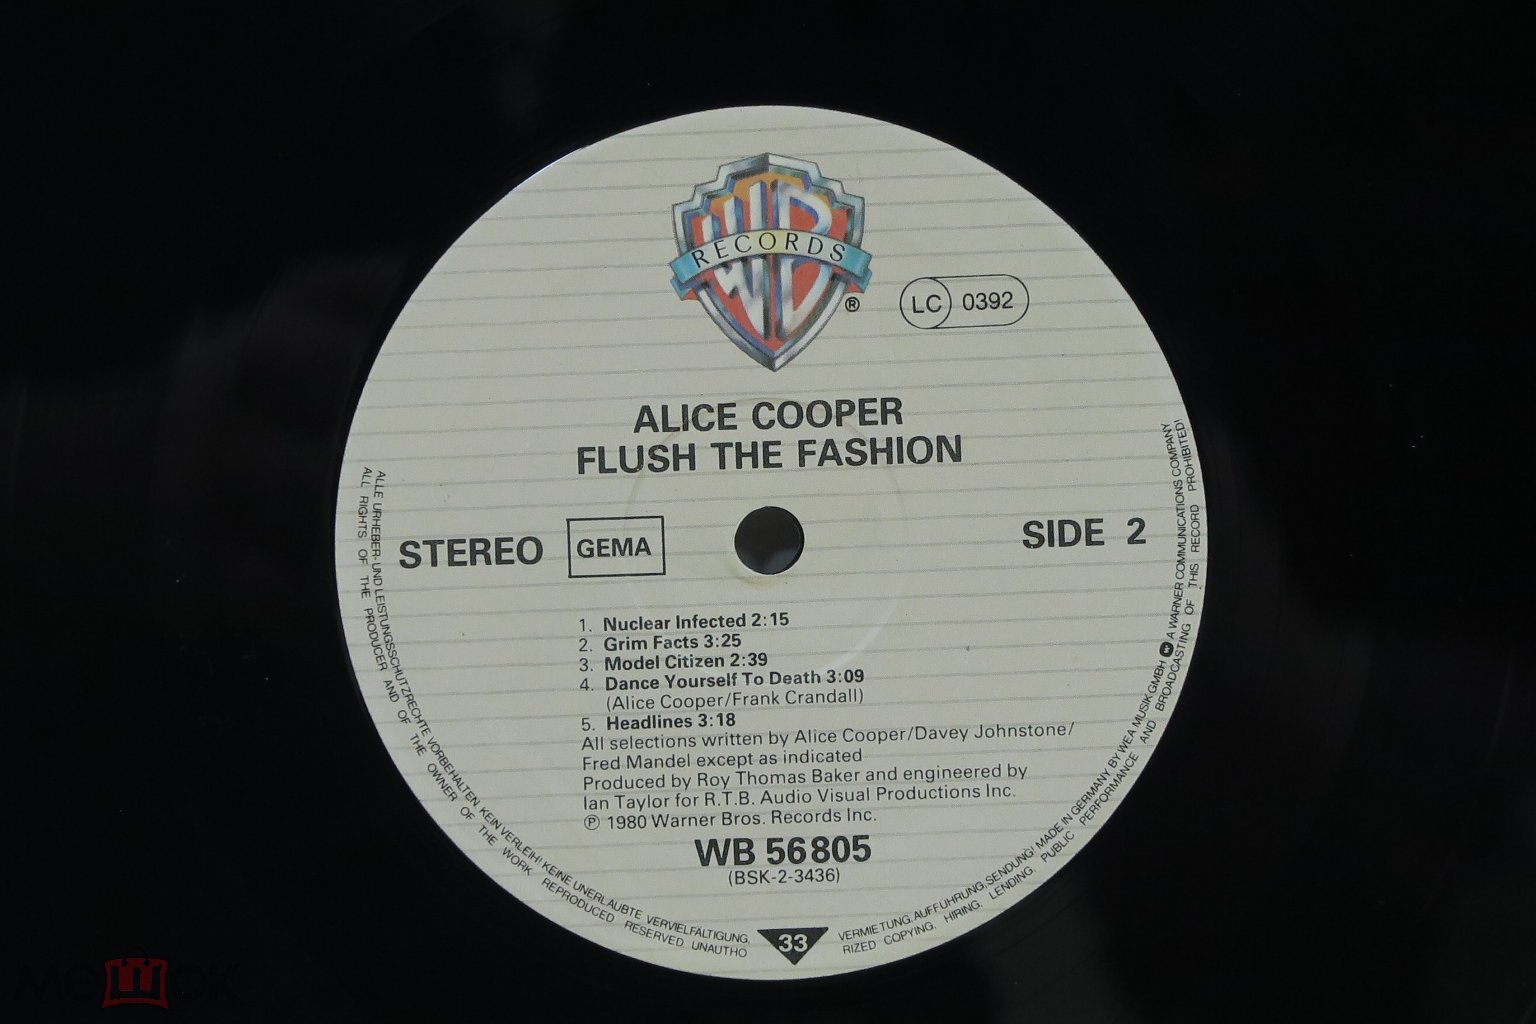 WB
RECORDS
®
LC 0392
ALICE COOPER
FLUSH THE FASHION
STEREO GEMA SIDE 2
1. Nuclear Infected 2:15
2. Grim Facts 3:25
3. Model Citizen 2:39
4. Dance Yourself To Death 3:09
(Alice Cooper/Frank Crandall)
5. Headlines 3:18
All selections written by Alice Cooper/Davey Johnstone/
Fred Mandel except as indicated
Produced by Roy Thomas Baker and engineered by
Ian Taylor for R.T.B. Audio Visual Productions Inc.
℗ 1980 Warner Bros. Records Inc.
WB 56 805
(BSK-2-3436)
33
ALLE URHEBER- UND LEISTUNGSSCHUTZRECHTE VORBEHALTEN. KEIN VERLEIH! KEINE UNERLAUBTE VERVIELFÄLTIGUNG, VERMIETUNG, AUFFÜHRUNG, SENDUNG! MADE IN GERMANY BY WEA MUSIK GMBH A WARNER COMMUNICATIONS COMPANY
ALL RIGHTS OF THE PRODUCER AND OF THE OWNER OF THE WORK REPRODUCED RESERVED. UNAUTHORIZED COPYING, HIRING, LENDING, PUBLIC PERFORMANCE AND BROADCASTING OF THIS RECORD PROHIBITED!
мешок